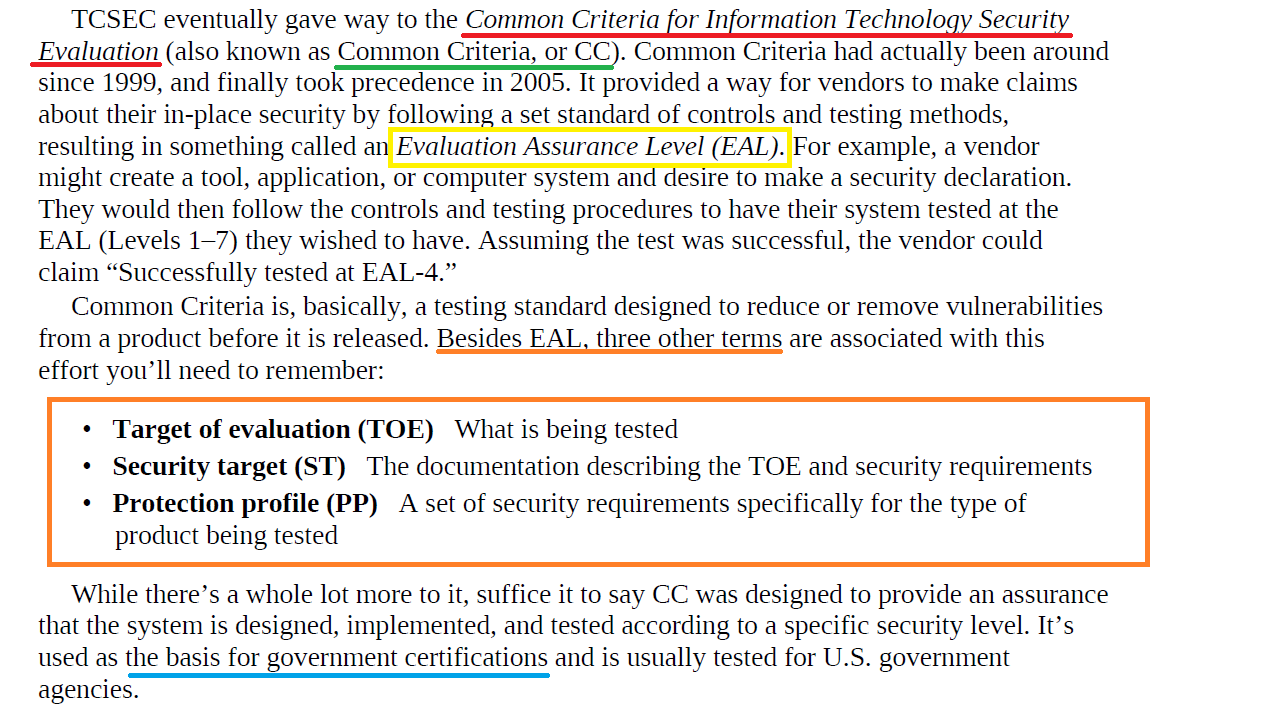 TCSEC eventually gave way to the Common Criteria for Information Technology Security
Evaluation (also known as Common Criteria, or CC). Common Criteria had actually been around
since 1999, and finally took precedence in 2005. It provided a way for vendors to make claims
about their in-place security by following a set standard of controls and testing methods,
resulting in something called an Evaluation Assurance Level (EAL). For example, a vendor
might create a tool, application, or computer system and desire to make a security declaration.
They would then follow the controls and testing procedures to have their system tested at the
EAL (Levels 1–7) they wished to have. Assuming the test was successful, the vendor could
claim “Successfully tested at EAL-4.”
Common Criteria is, basically, a testing standard designed to reduce or remove vulnerabilities
from a product before it is released. Besides EAL, three other terms are associated with this
effort you’ll need to remember:
• Target of evaluation (TOE) What is being tested
• Security target (ST) The documentation describing the TOE and security requirements
• Protection profile (PP) A set of security requirements specifically for the type of
product being tested
While there’s a whole lot more to it, suffice it to say CC was designed to provide an assurance
that the system is designed, implemented, and tested according to a specific security level. It’s
used as the basis for government certifications and is usually tested for U.S. government
agencies.